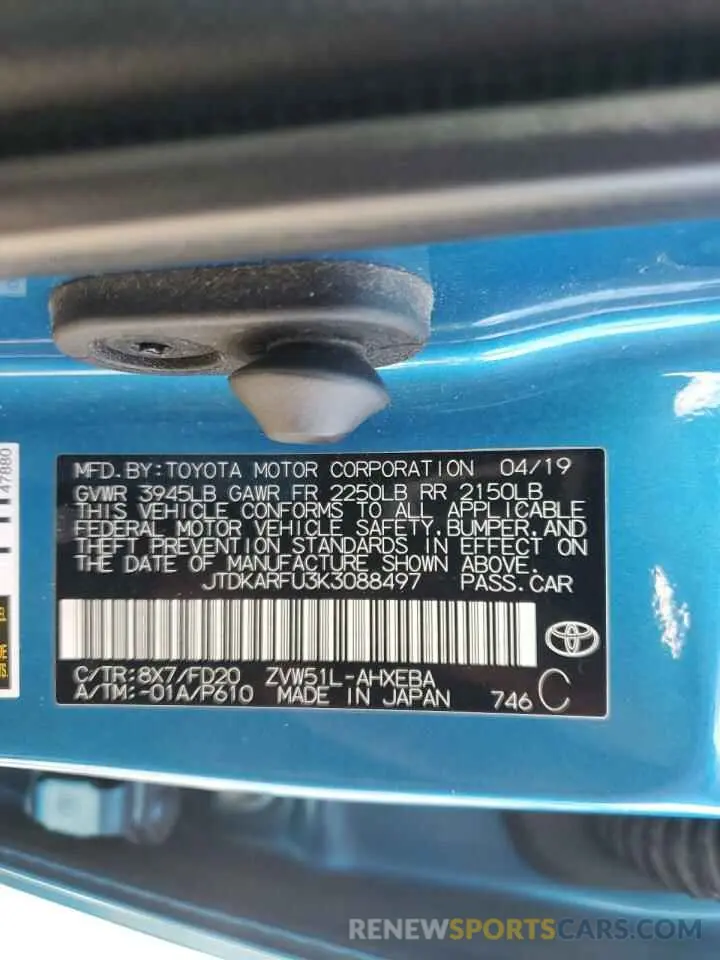 MFD.BY:TOYOTA MOTOR CORPORATION 04/19
GVWR 3945LB GAWR FR 2250LB RR 2150LB
THIS VEHICLE CONFORMS TO ALL APPLICABLE
FEDERAL MOTOR VEHICLE SAFETY,BUMPER,AND
THEFT PREVENTION STANDARDS IN EFFECT ON
THE DATE OF MANUFACTURE SHOWN ABOVE.
JTDKARFU3K3088497 PASS.CAR
C/TR:8X7/FD20 ZVW51L-AHXEBA
A/TM:-01A/P610 MADE IN JAPAN 746 C
47880
RENEWSPORTSCARS.COM